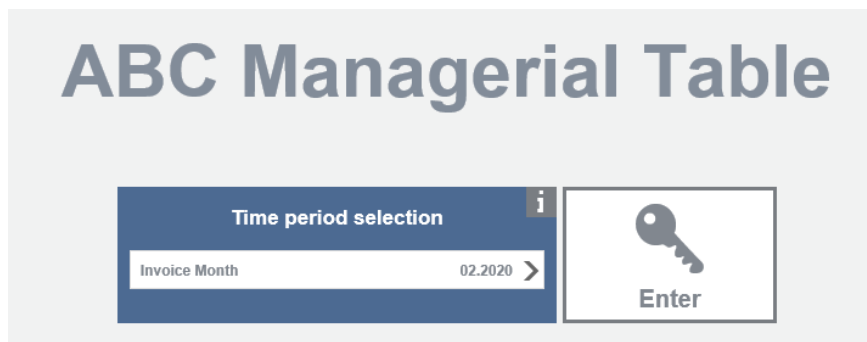 ABC Managerial Table
i
Time period selection
Invoice Month 02.2020
Enter